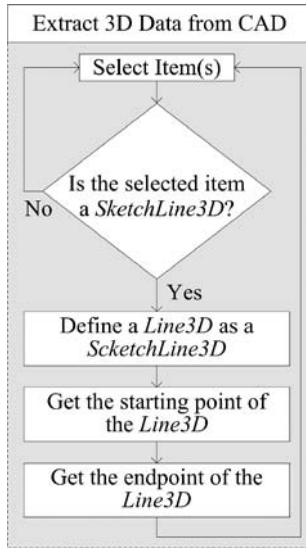 Extract 3D Data from CAD
Select Item(s)
Is the selected item
a SketchLine3D?
No
Yes
Define a Line3D as a
ScketchLine3D
Get the starting point of
the Line3D
Get the endpoint of the
Line3D